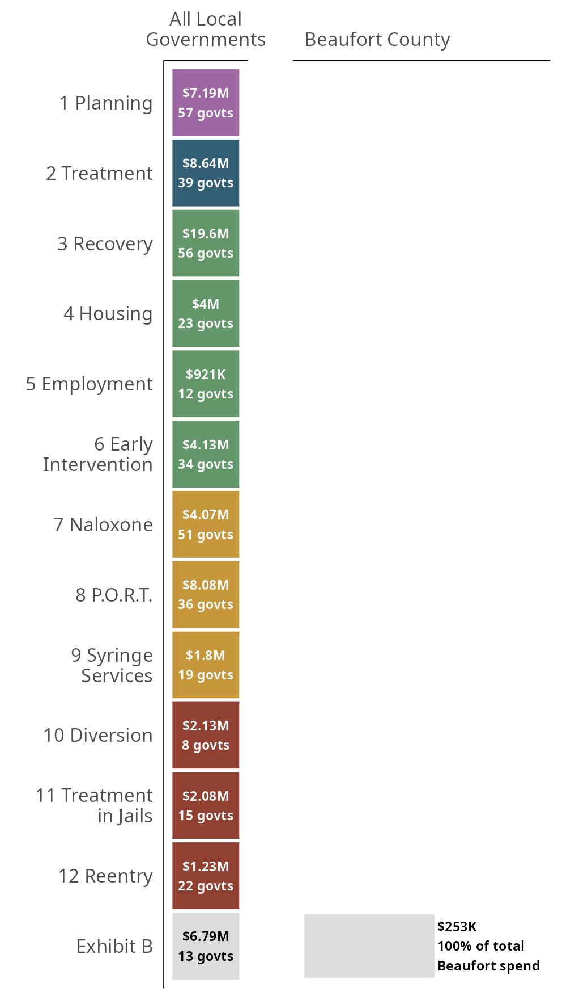 All Local
Governments
Beaufort County
1 Planning
$7.19M
57 govts
2 Treatment
$8.64M
39 govts
3 Recovery
$19.6M
56 govts
4 Housing
$4M
23 govts
5 Employment
$921K
12 govts
6 Early
Intervention
$4.13M
34 govts
7 Naloxone
$4.07M
51 govts
8 P.O.R.T.
$8.08M
36 govts
9 Syringe
Services
$1.8M
19 govts
10 Diversion
$2.13M
8 govts
11 Treatment
in Jails
$2.08M
15 govts
12 Reentry
$1.23M
22 govts
Exhibit B
$6.79M
13 govts
$253K
100% of total
Beaufort spend